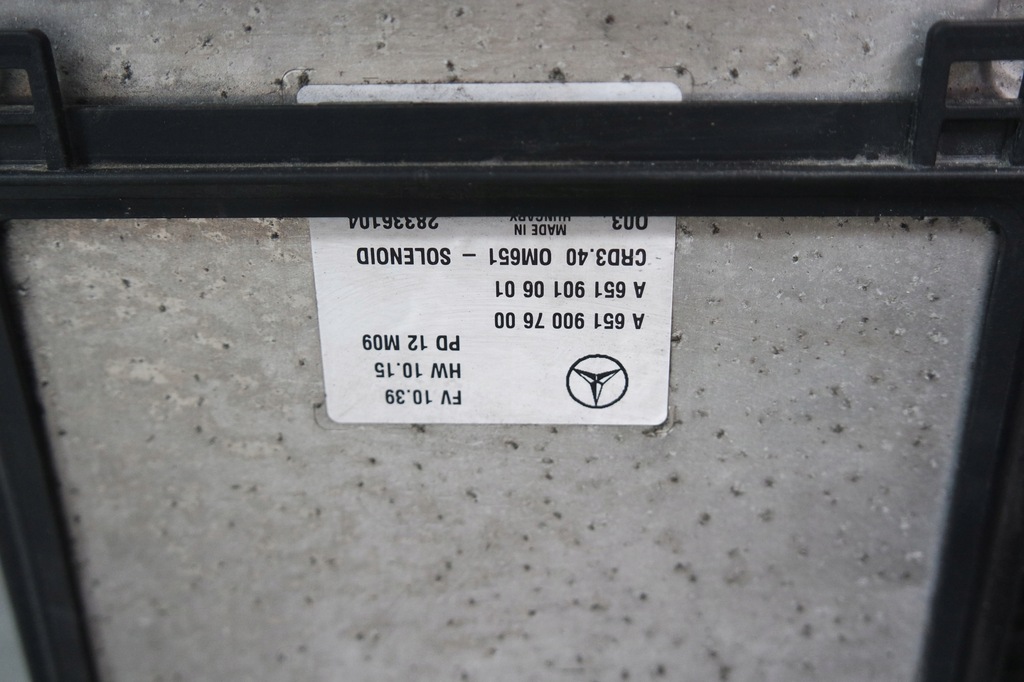 FV 10.39
HW 10.15
PD 12 M09
A 651 900 76 00
A 651 901 06 01
CRD3.40 OM651 - SOLENOID
003 MADE IN HUNGARY 28336104